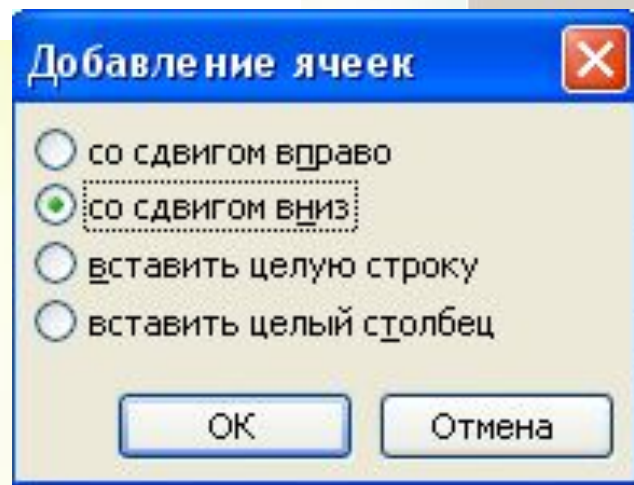 Добавление ячеек
со сдвигом вправо
со сдвигом вниз
вставить целую строку
вставить целый столбец
ОК Отмена